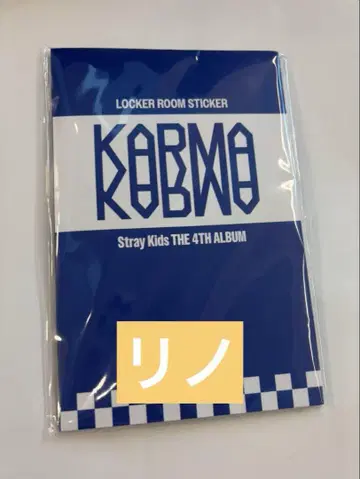 LOCKER ROOM STICKER
KARMA
Stray Kids THE 4TH ALBUM
リノ